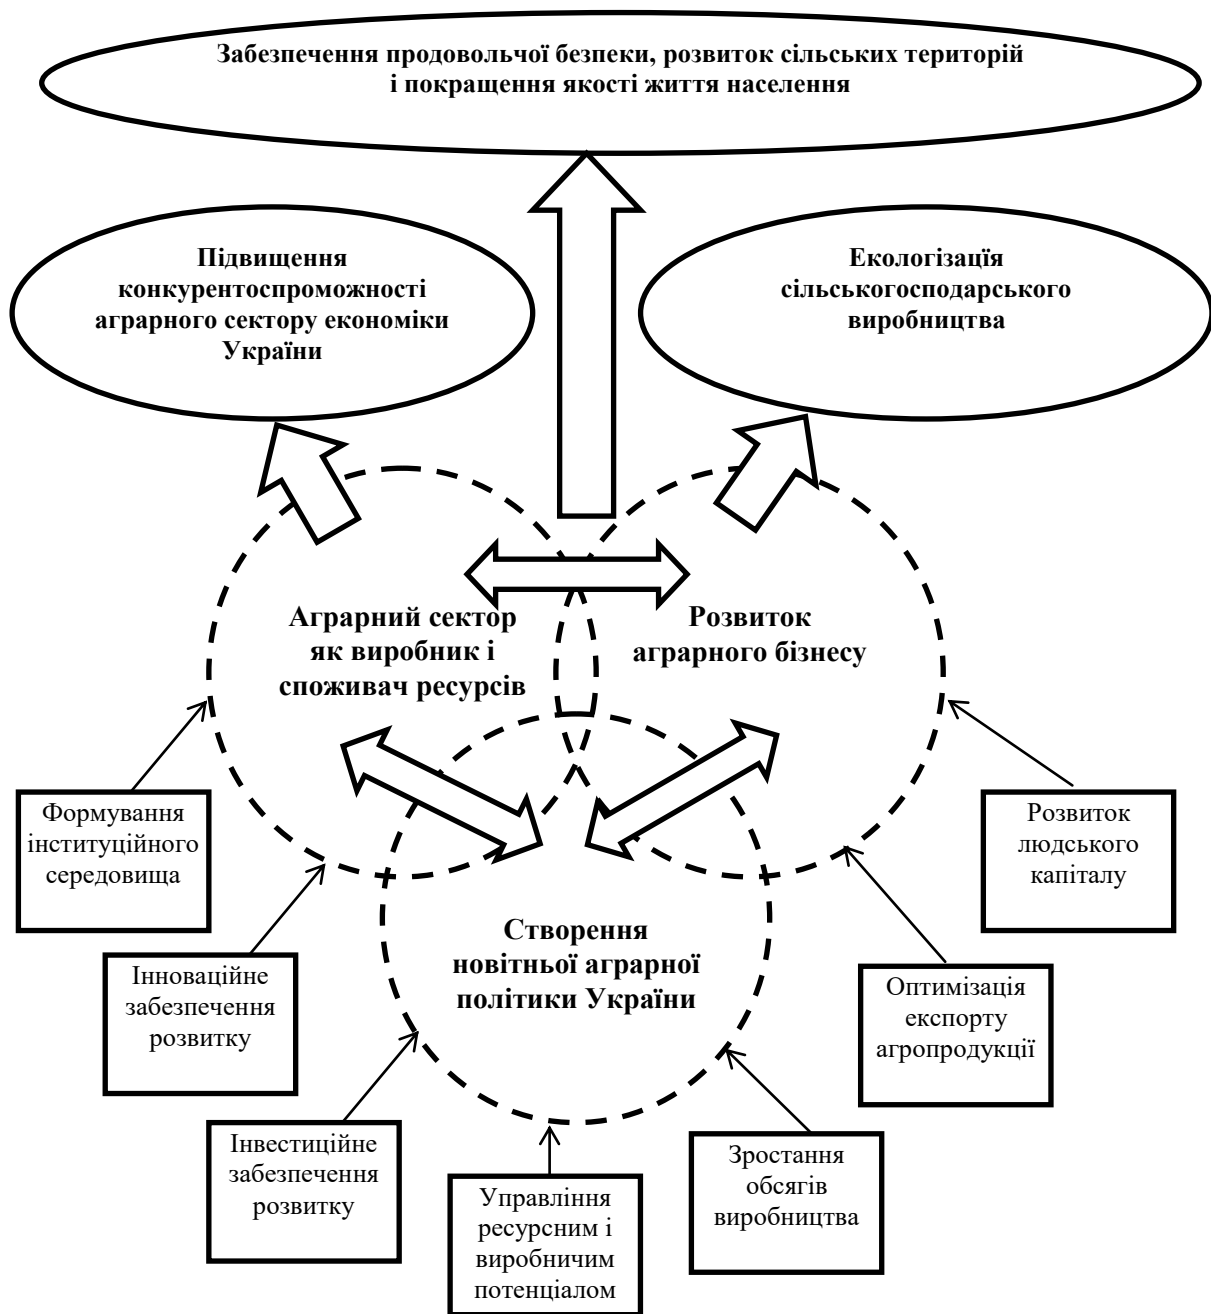 Забезпечення продовольчої безпеки, розвиток сільських територій
і покращення якості життя населення
Підвищення
конкурентоспроможності
аграрного сектору економіки
України
Екологізація
сільськогосподарського
виробництва
Аграрний сектор
як виробник і
споживач ресурсів
Розвиток
аграрного бізнесу
Створення
новітньої аграрної
політики України
Формування
інституційного
середовища
Інноваційне
забезпечення
розвитку
Інвестиційне
забезпечення
розвитку
Управління
ресурсним і
виробничим
потенціалом
Зростання
обсягів
виробництва
Оптимізація
експорту
агропродукції
Розвиток
людського
капіталу